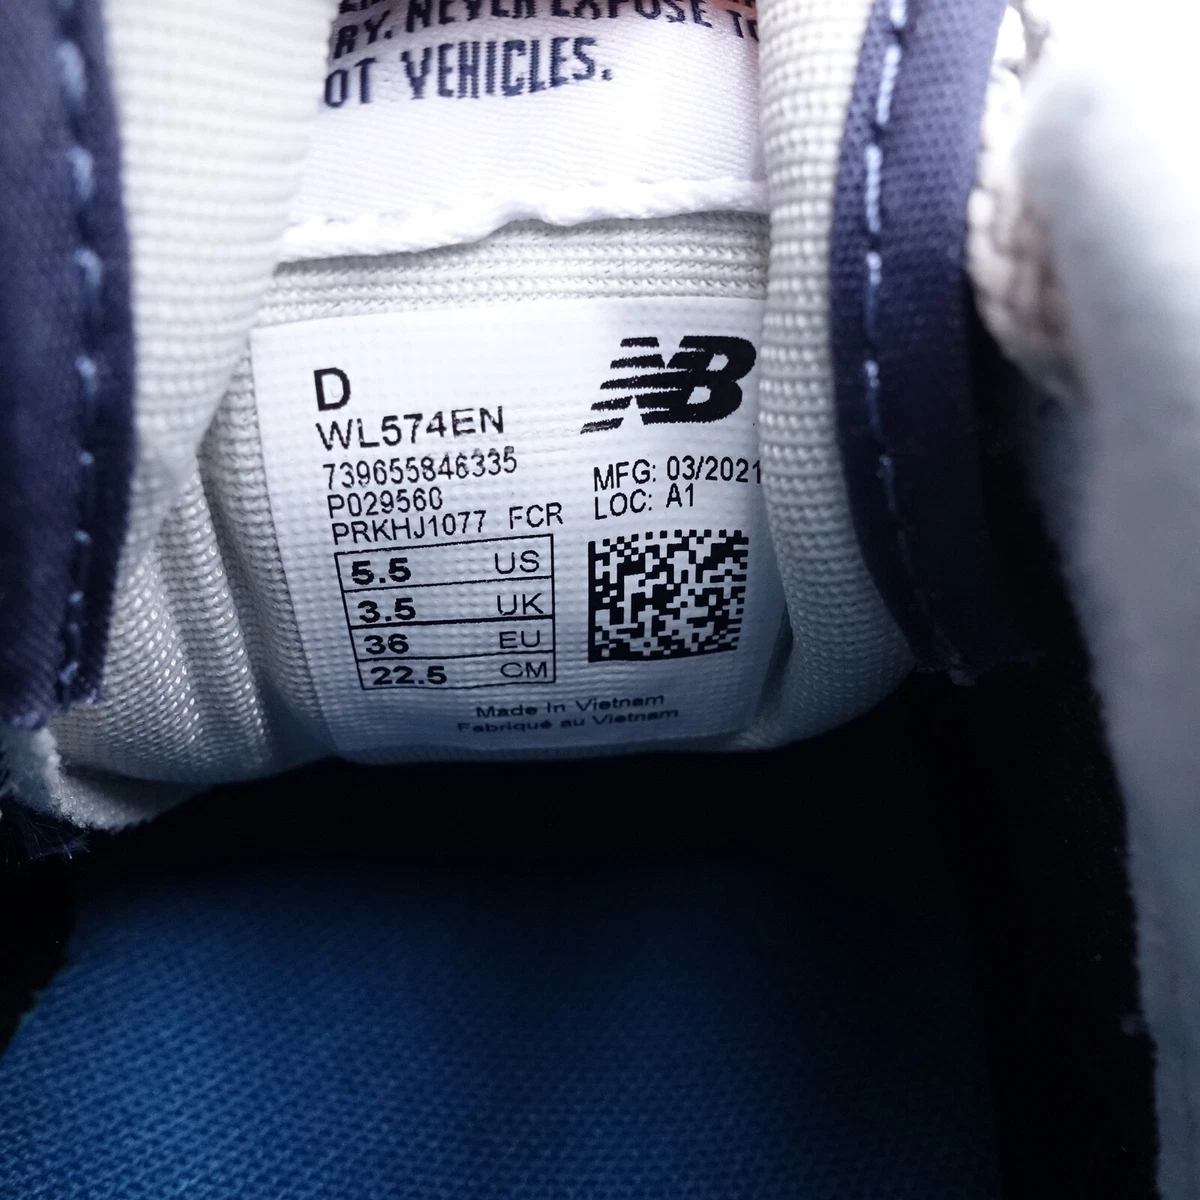 RY. NEVER EXPOSE TO
OT VEHICLES.
NB
D
WL574EN
739655846335
P029560
PRKHJ1077 FCR
MFG: 03/2021
LOC: A1
5.5 US
3.5 UK
36 EU
22.5 CM
Made In Vietnam
Fabriqué au Vietnam